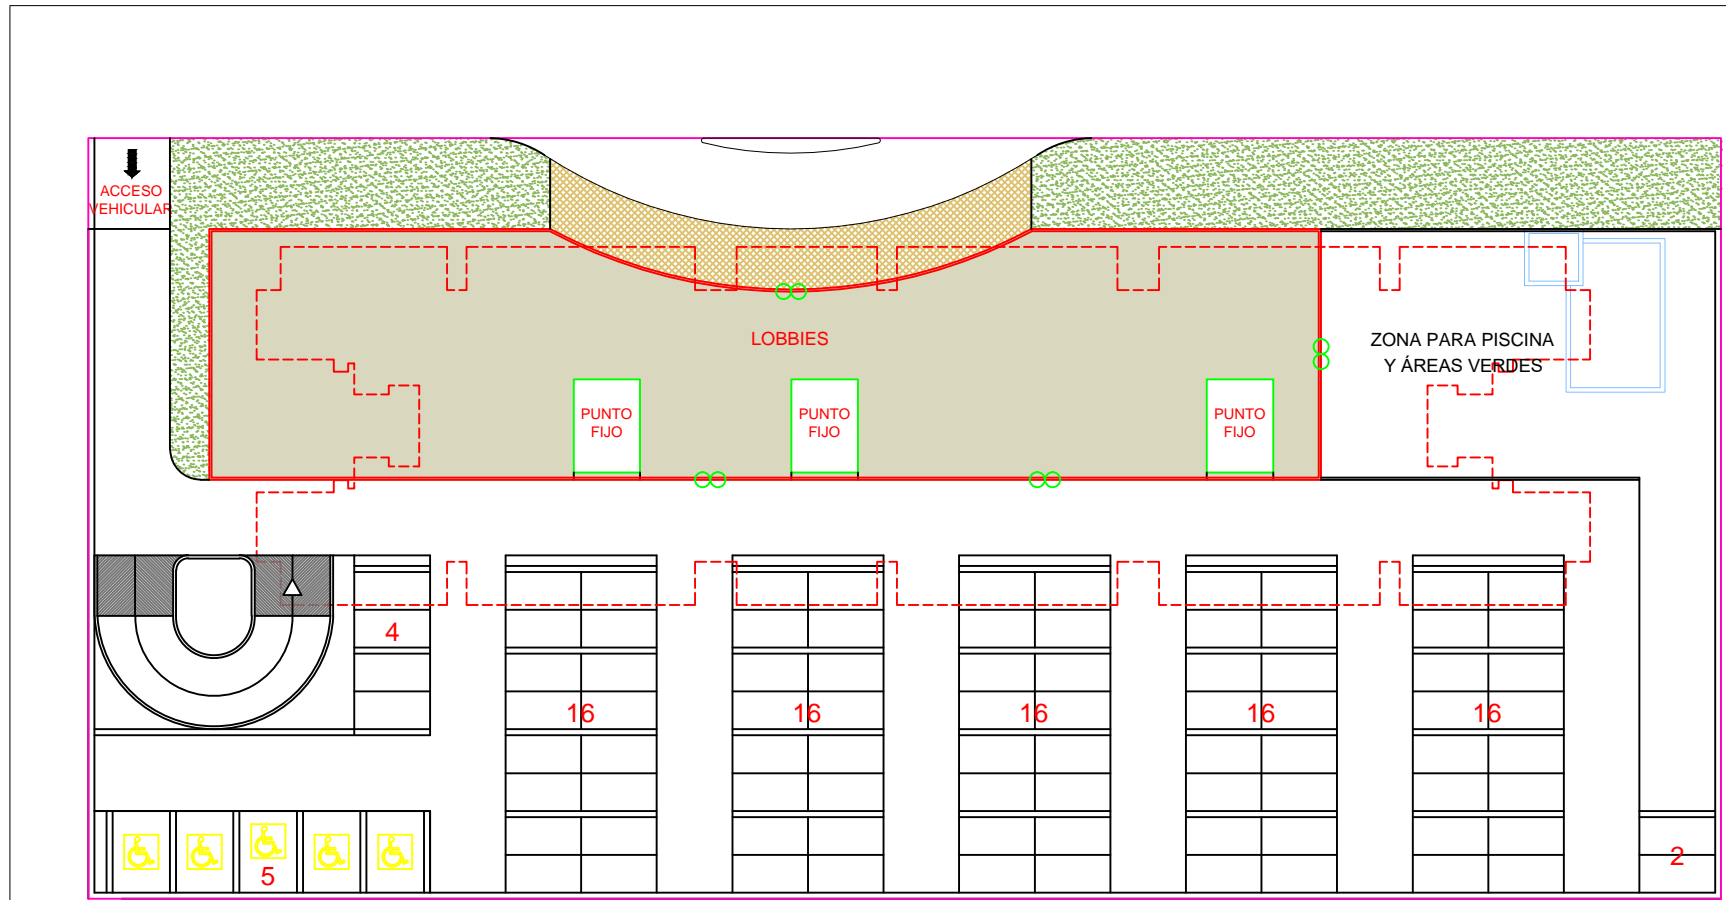 ACCESO
VEHICULAR
LOBBIES
ZONA PARA PISCINA
Y ÁREAS VERDES
PUNTO
FIJO
PUNTO
FIJO
PUNTO
FIJO
4
16
16
16
16
16
5
2